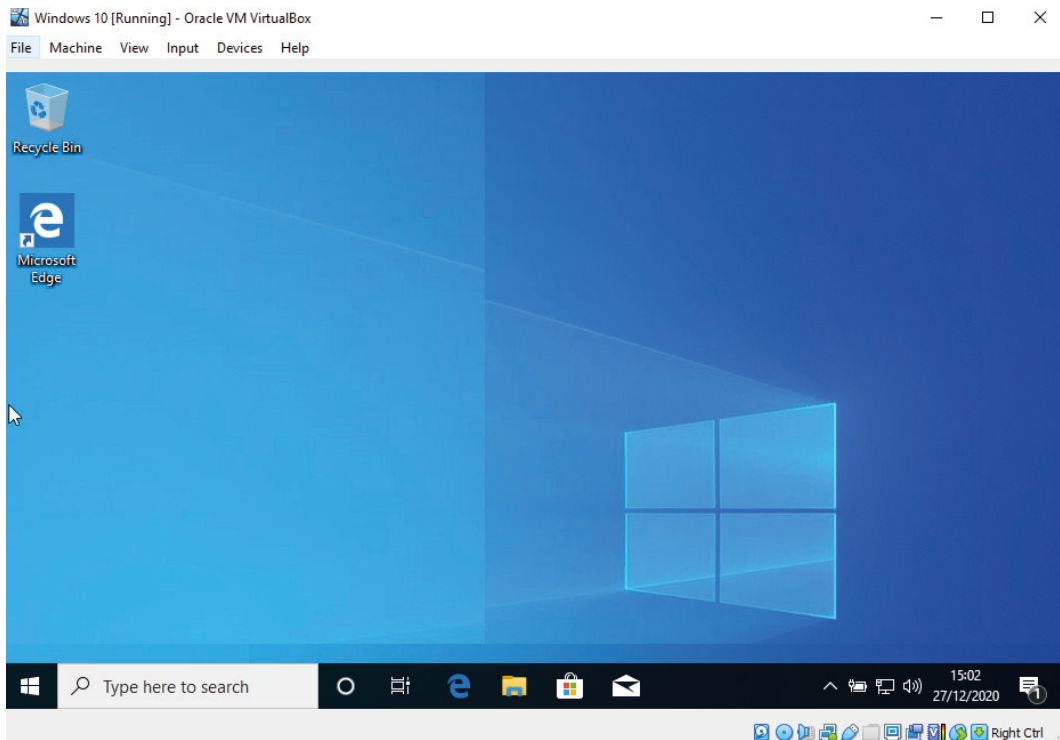 Windows 10 [Running] - Oracle VM VirtualBox
File Machine View Input Devices Help
Recycle Bin
Microsoft
Edge
Type here to search
15:02
27/12/2020
1
Right Ctrl